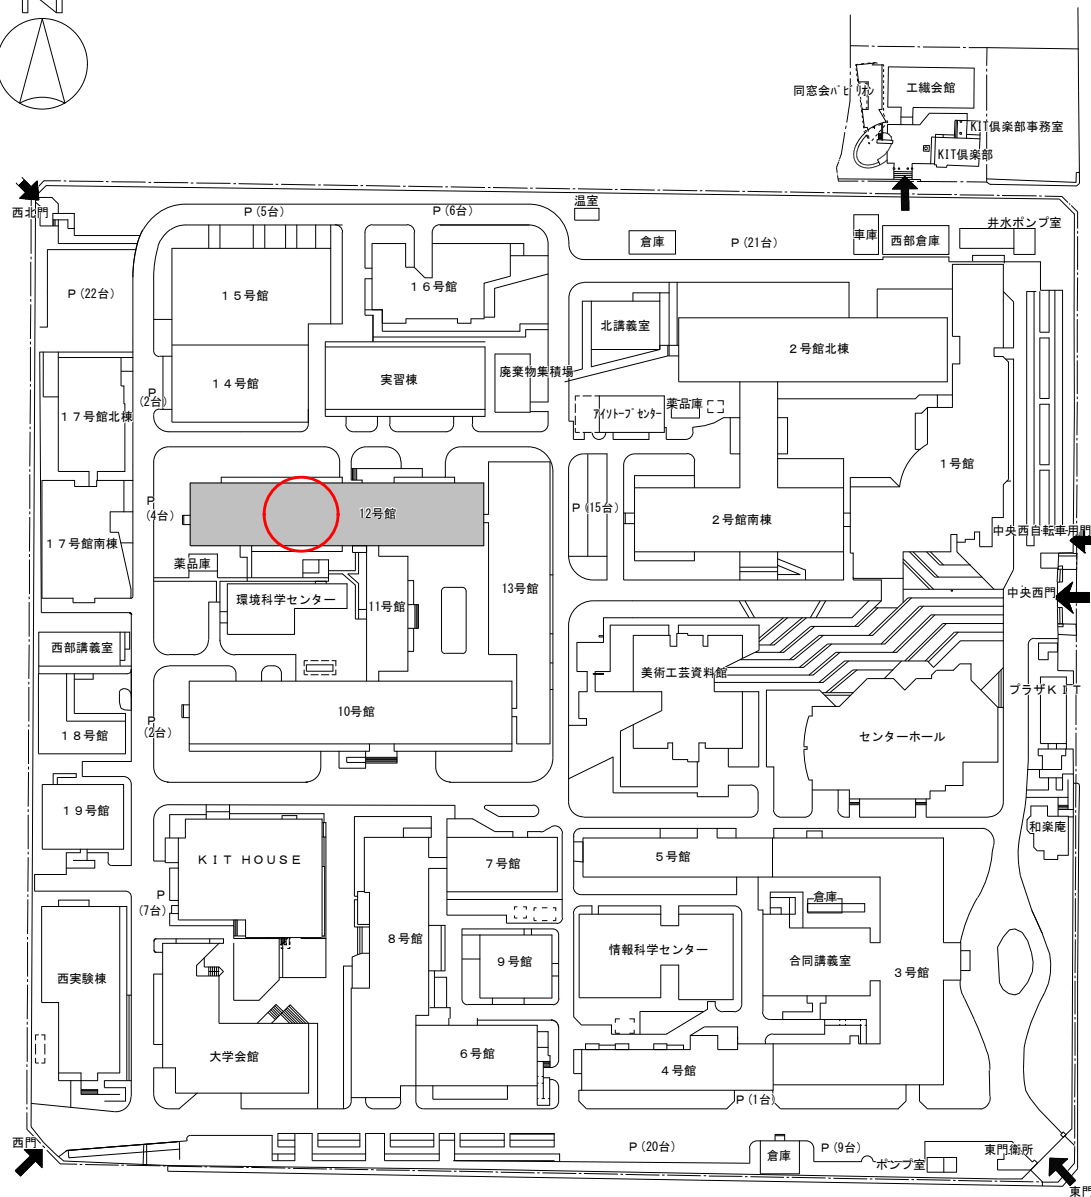 N
同窓会パビリオン
工繊会館
KIT倶楽部事務室
KIT倶楽部
西北門
P(5台)
P(6台)
温室
倉庫
P(21台)
車庫
西部倉庫
井水ポンプ室
P(22台)
15号館
16号館
北講義室
2号館北棟
14号館
実習棟
廃棄物集積場
P
(2台)
17号館北棟
アイソトープセンター
薬品庫
1号館
P
(4台)
12号館
P(15台)
2号館南棟
17号館南棟
中央西自転車用門
薬品庫
13号館
環境科学センター
11号館
中央西門
西部講義室
美術工芸資料館
プラザKIT
10号館
P
(2台)
18号館
センターホール
19号館
和楽庵
KIT HOUSE
7号館
5号館
P
(7台)
倉庫
8号館
9号館
情報科学センター
合同講義室
3号館
西実験棟
大学会館
6号館
4号館
P(1台)
西門
P(20台)
倉庫
P(9台)
ポンプ室
東門衛所
東門